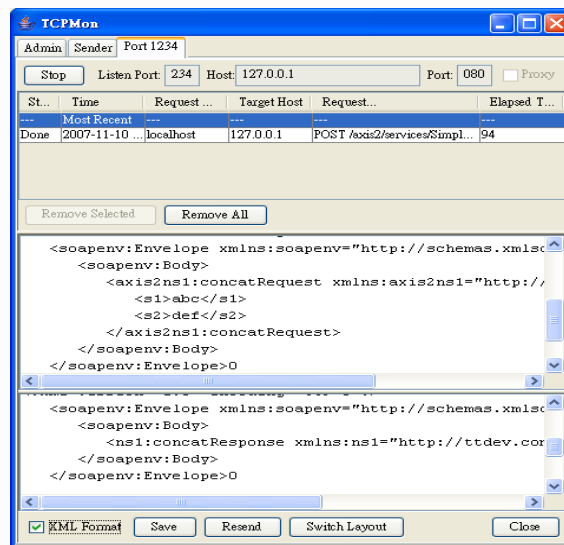 TCPMon
Admin Sender Port 1234
Stop Listen Port: 234 Host: 127.0.0.1 Port: 080 Proxy
St... Time Request ... Target Host Request... Elapsed T...
--- Most Recent --- --- --- ---
Done 2007-11-10 ... localhost 127.0.0.1 POST /axis2/services/Simpl... 94
Remove Selected Remove All
<soapenv:Envelope xmlns:soapenv="http://schemas.xmlso
<soapenv:Body>
<axis2ns1:concatRequest xmlns:axis2ns1="http:/
<s1>abc</s1>
<s2>def</s2>
</axis2ns1:concatRequest>
</soapenv:Body>
</soapenv:Envelope>0
<soapenv:Envelope xmlns:soapenv="http://schemas.xmlso
<soapenv:Body>
<ns1:concatResponse xmlns:ns1="http://ttdev.com
</soapenv:Body>
</soapenv:Envelope>0
XML Format Save Resend Switch Layout Close